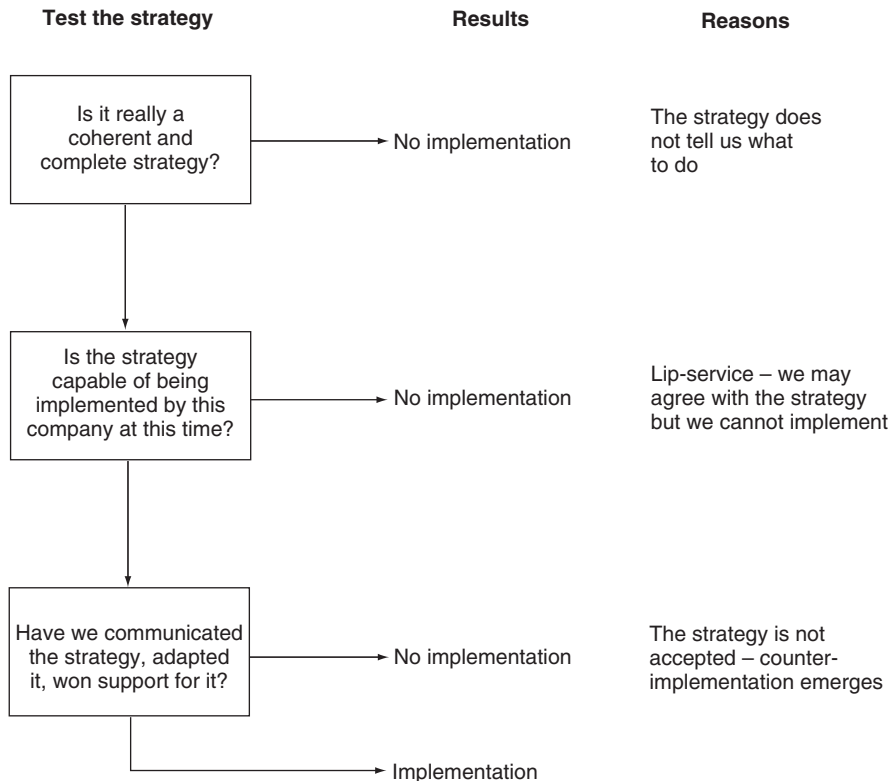 Test the strategy
Results
Reasons
Is it really a
coherent and
complete strategy?
No implementation
The strategy does
not tell us what
to do
Is the strategy
capable of being
implemented by this
company at this time?
No implementation
Lip-service – we may
agree with the strategy
but we cannot implement
Have we communicated
the strategy, adapted
it, won support for it?
No implementation
The strategy is not
accepted – counter-
implementation emerges
Implementation